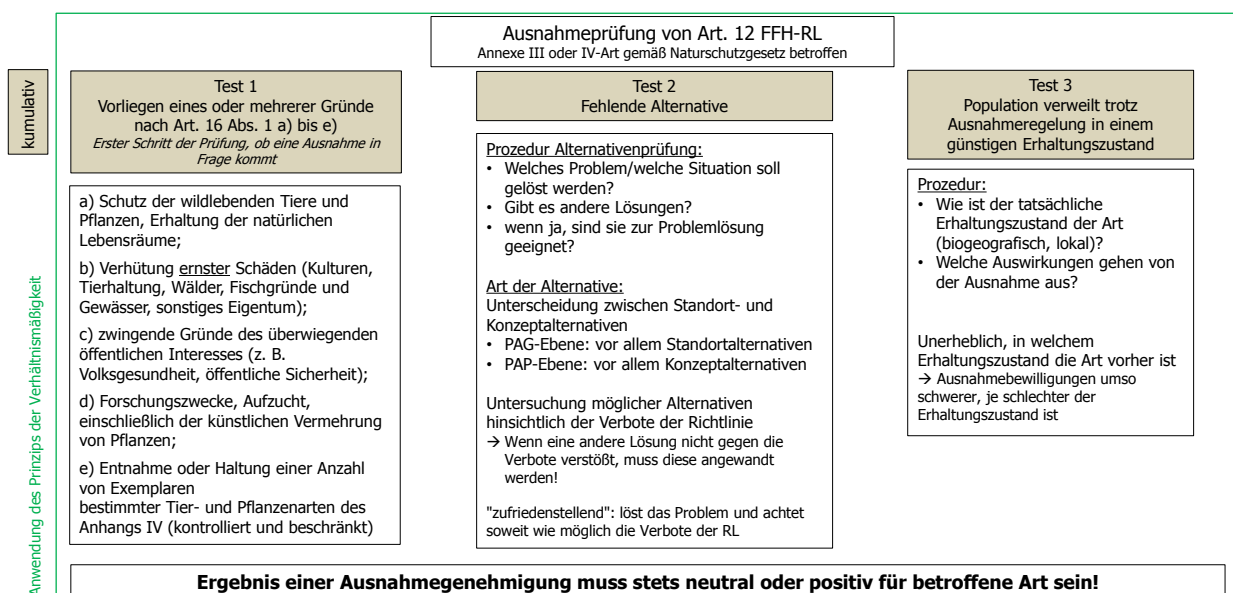 Ausnahmeprüfung von Art. 12 FFH-RL
Annexe III oder IV-Art gemäß Naturschutzgesetz betroffen
kumulativ
Test 1
Vorliegen eines oder mehrerer Gründe
nach Art. 16 Abs. 1 a) bis e)
Erster Schritt der Prüfung, ob eine Ausnahme in
Frage kommt
a) Schutz der wildlebenden Tiere und
Pflanzen, Erhaltung der natürlichen
Lebensräume;
b) Verhütung ernster Schäden (Kulturen,
Tierhaltung, Wälder, Fischgründe und
Gewässer, sonstiges Eigentum);
c) zwingende Gründe des überwiegenden
öffentlichen Interesses (z. B.
Volksgesundheit, öffentliche Sicherheit);
d) Forschungszwecke, Aufzucht,
einschließlich der künstlichen Vermehrung
von Pflanzen;
e) Entnahme oder Haltung einer Anzahl
von Exemplaren
bestimmter Tier- und Pflanzenarten des
Anhangs IV (kontrolliert und beschränkt)
Test 2
Fehlende Alternative
Prozedur Alternativenprüfung:
• Welches Problem/welche Situation soll
gelöst werden?
• Gibt es andere Lösungen?
• wenn ja, sind sie zur Problemlösung
geeignet?
Art der Alternative:
Unterscheidung zwischen Standort- und
Konzeptalternativen
• PAG-Ebene: vor allem Standortalternativen
• PAP-Ebene: vor allem Konzeptalternativen
Untersuchung möglicher Alternativen
hinsichtlich der Verbote der Richtlinie
→ Wenn eine andere Lösung nicht gegen die
Verbote verstößt, muss diese angewandt
werden!
"zufriedenstellend": löst das Problem und achtet
soweit wie möglich die Verbote der RL
Test 3
Population verweilt trotz
Ausnahmeregelung in einem
günstigen Erhaltungszustand
Prozedur:
• Wie ist der tatsächliche
Erhaltungszustand der Art
(biogeografisch, lokal)?
• Welche Auswirkungen gehen von
der Ausnahme aus?
Unerheblich, in welchem
Erhaltungszustand die Art vorher ist
→ Ausnahmebewilligungen umso
schwerer, je schlechter der
Erhaltungszustand ist
Anwendung des Prinzips der Verhältnismäßigkeit
Ergebnis einer Ausnahmegenehmigung muss stets neutral oder positiv für betroffene Art sein!